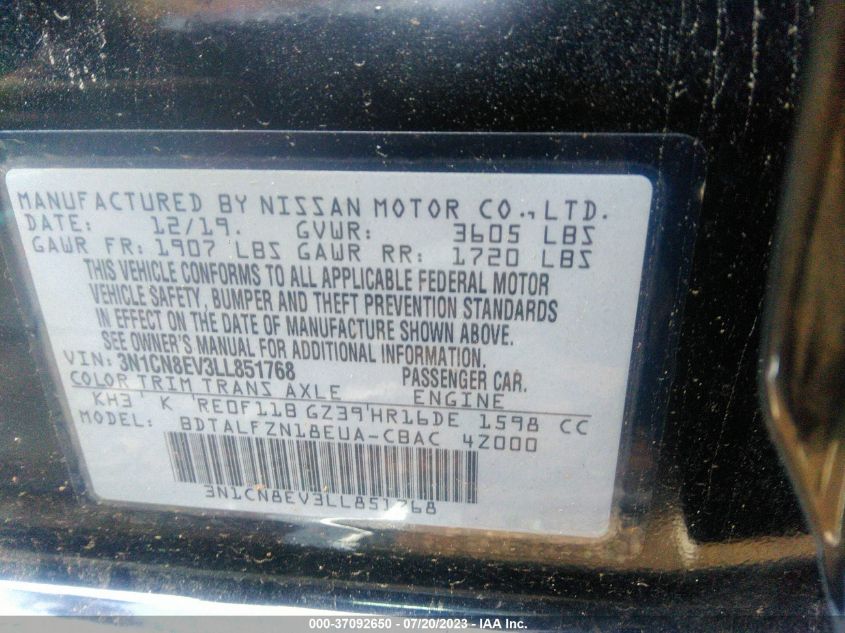 MANUFACTURED BY NISSAN MOTOR CO.,LTD.
DATE: 12/19. GVWR: 3605 LBS
GAWR FR: 1907 LBS GAWR RR: 1720 LBS
THIS VEHICLE CONFORMS TO ALL APPLICABLE FEDERAL MOTOR
VEHICLE SAFETY, BUMPER AND THEFT PREVENTION STANDARDS
IN EFFECT ON THE DATE OF MANUFACTURE SHOWN ABOVE.
SEE OWNER'S MANUAL FOR ADDITIONAL INFORMATION.
VIN: 3N1CN8EV3LL851768 PASSENGER CAR.
COLOR TRIM TRANS AXLE ENGINE
KH3 K RE0F11B GZ39 HR16DE 1598 CC
MODEL: BDTALFZN18EUA-CBAC 4Z000
3N1CN8EV3LL851768
000-37092650 - 07/20/2023 - IAA Inc.